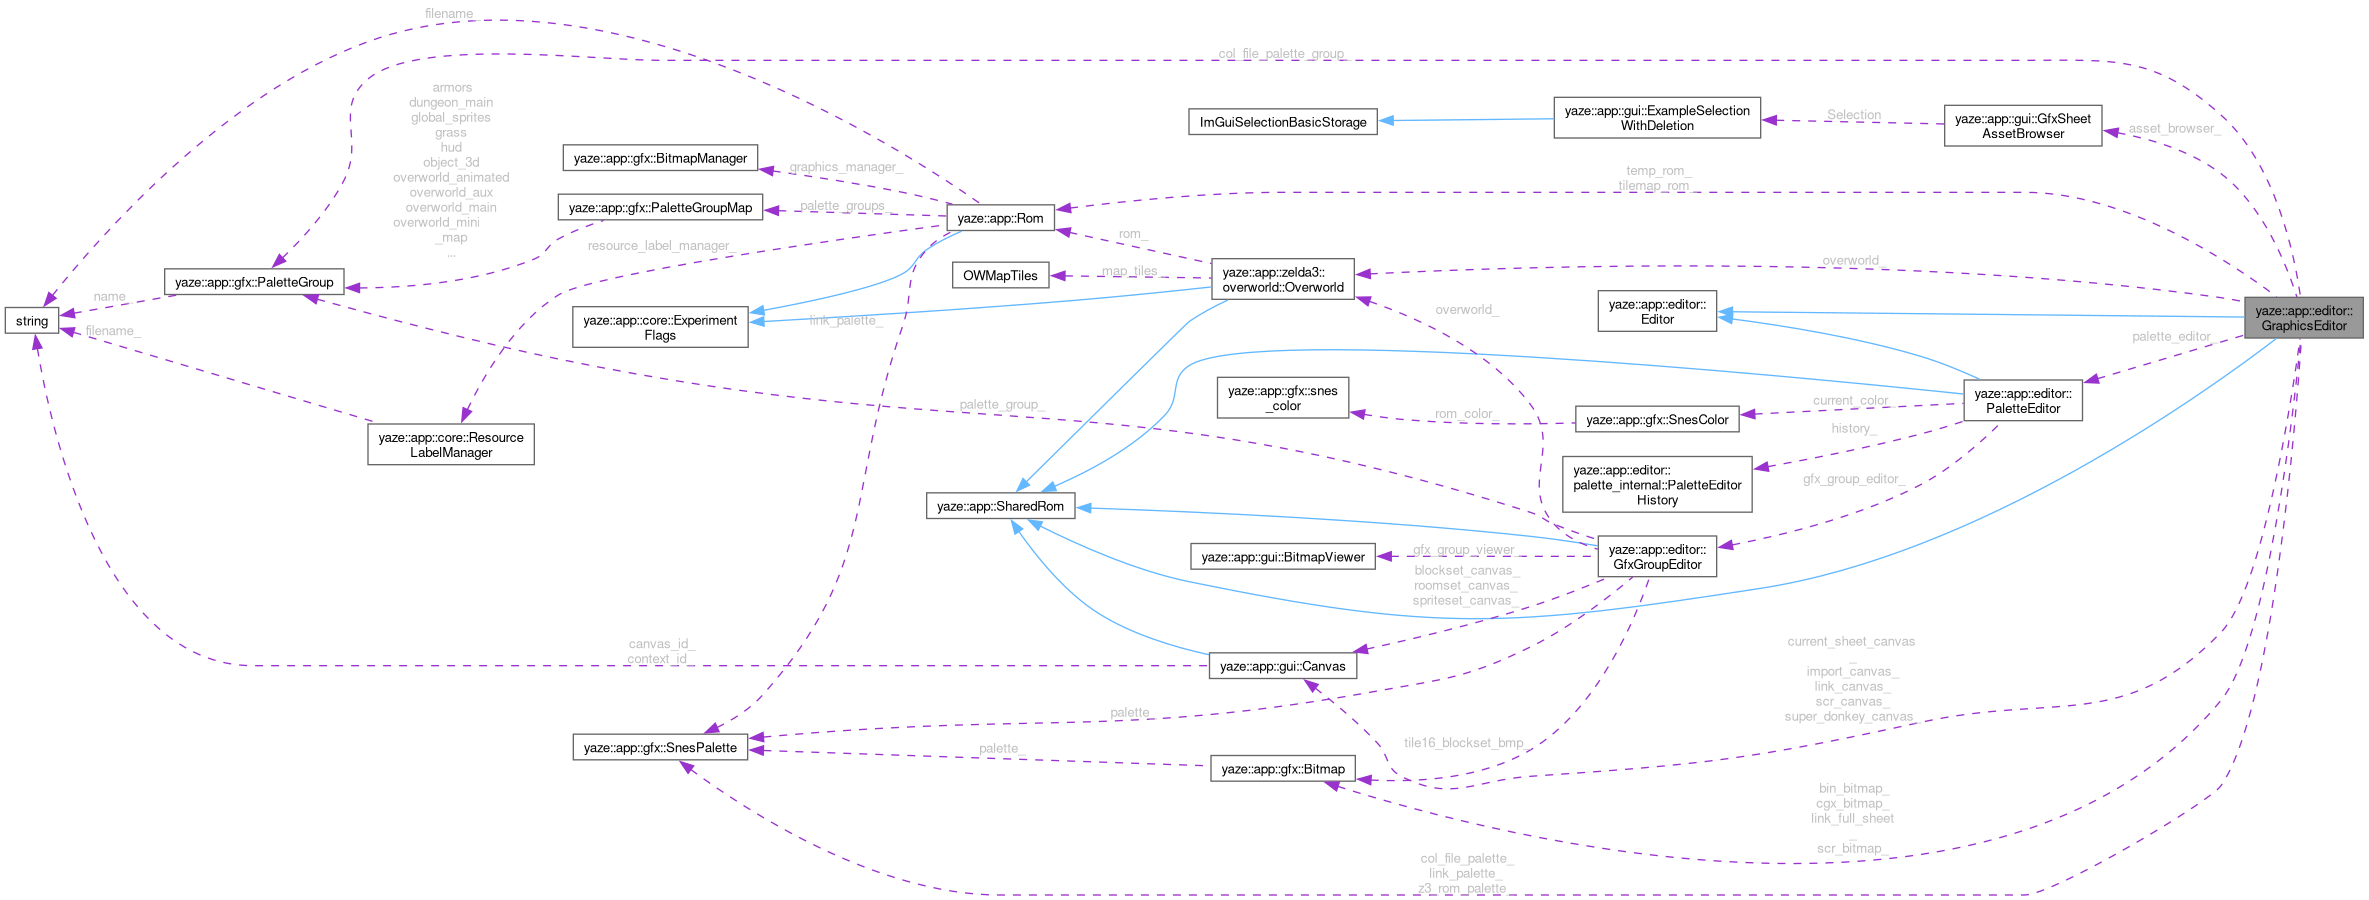 filename_
col_file_palette_group_
armors
dungeon_main
global_sprites
grass
hud
object_3d
overworld_animated
overworld_aux
overworld_main
overworld_mini
_map
...
ImGuiSelectionBasicStorage
yaze::app::gui::ExampleSelection
WithDeletion
Selection
yaze::app::gui::GfxSheet
AssetBrowser
asset_browser_
yaze::app::gfx::BitmapManager
graphics_manager_
temp_rom_
tilemap_rom_
yaze::app::gfx::PaletteGroupMap
palette_groups_
yaze::app::Rom
resource_label_manager_
rom_
OWMapTiles
map_tiles_
yaze::app::zelda3::
overworld::Overworld
overworld_
yaze::app::gfx::PaletteGroup
name_
string
filename_
yaze::app::core::Experiment
Flags
link_palette_
overworld_
yaze::app::editor::
Editor
yaze::app::editor::
GraphicsEditor
palette_editor_
yaze::app::gfx::snes
_color
rom_color_
yaze::app::gfx::SnesColor
current_color_
yaze::app::editor::
PaletteEditor
history_
palette_group_
yaze::app::core::Resource
LabelManager
yaze::app::editor::
palette_internal::PaletteEditor
History
gfx_group_editor_
yaze::app::SharedRom
yaze::app::gui::BitmapViewer
gfx_group_viewer_
yaze::app::editor::
GfxGroupEditor
blockset_canvas_
roomset_canvas_
spriteset_canvas_
canvas_id_
context_id_
yaze::app::gui::Canvas
current_sheet_canvas
_
import_canvas_
link_canvas_
scr_canvas_
super_donkey_canvas_
palette_
yaze::app::gfx::SnesPalette
palette_
yaze::app::gfx::Bitmap
tile16_blockset_bmp_
bin_bitmap_
cgx_bitmap_
link_full_sheet
_
scr_bitmap_
col_file_palette_
link_palette_
z3_rom_palette_